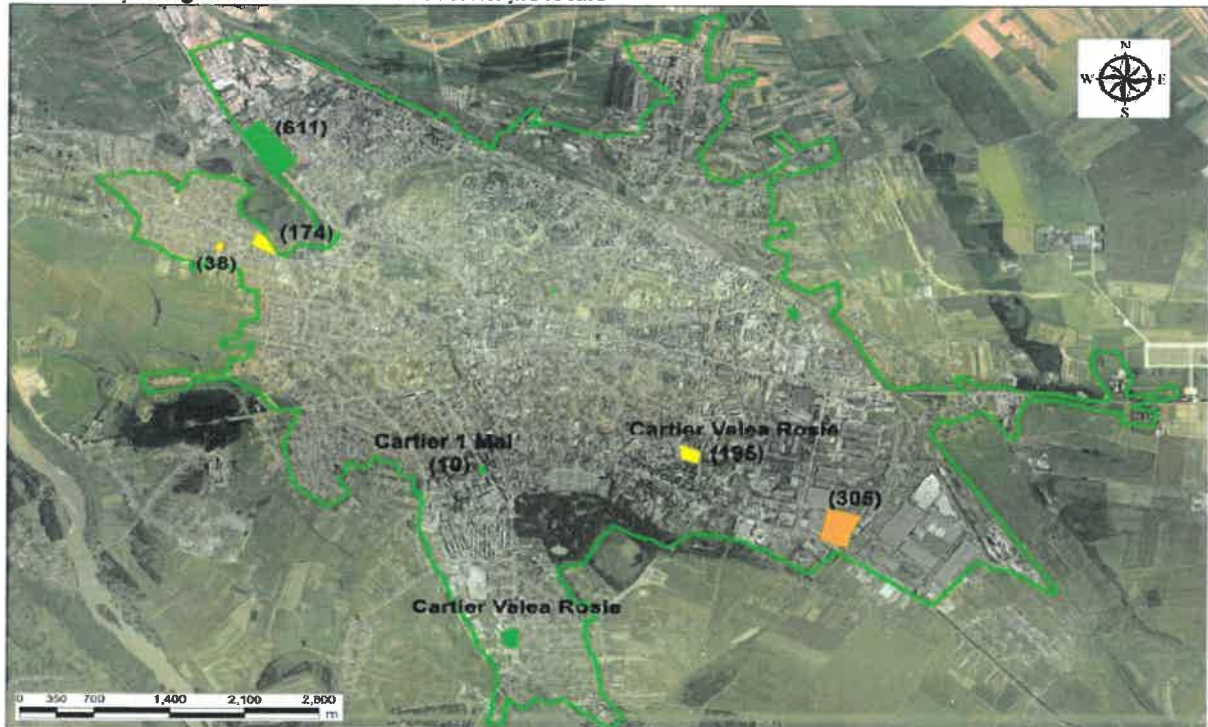 N
W E
S
(611)
(174)
(38)
Cartier 1 Mai
(10)
Cartier Valea Rosie
(195)
(305)
Cartier Valea Rosie
0 350 700 1,400 2,100 2,800
m